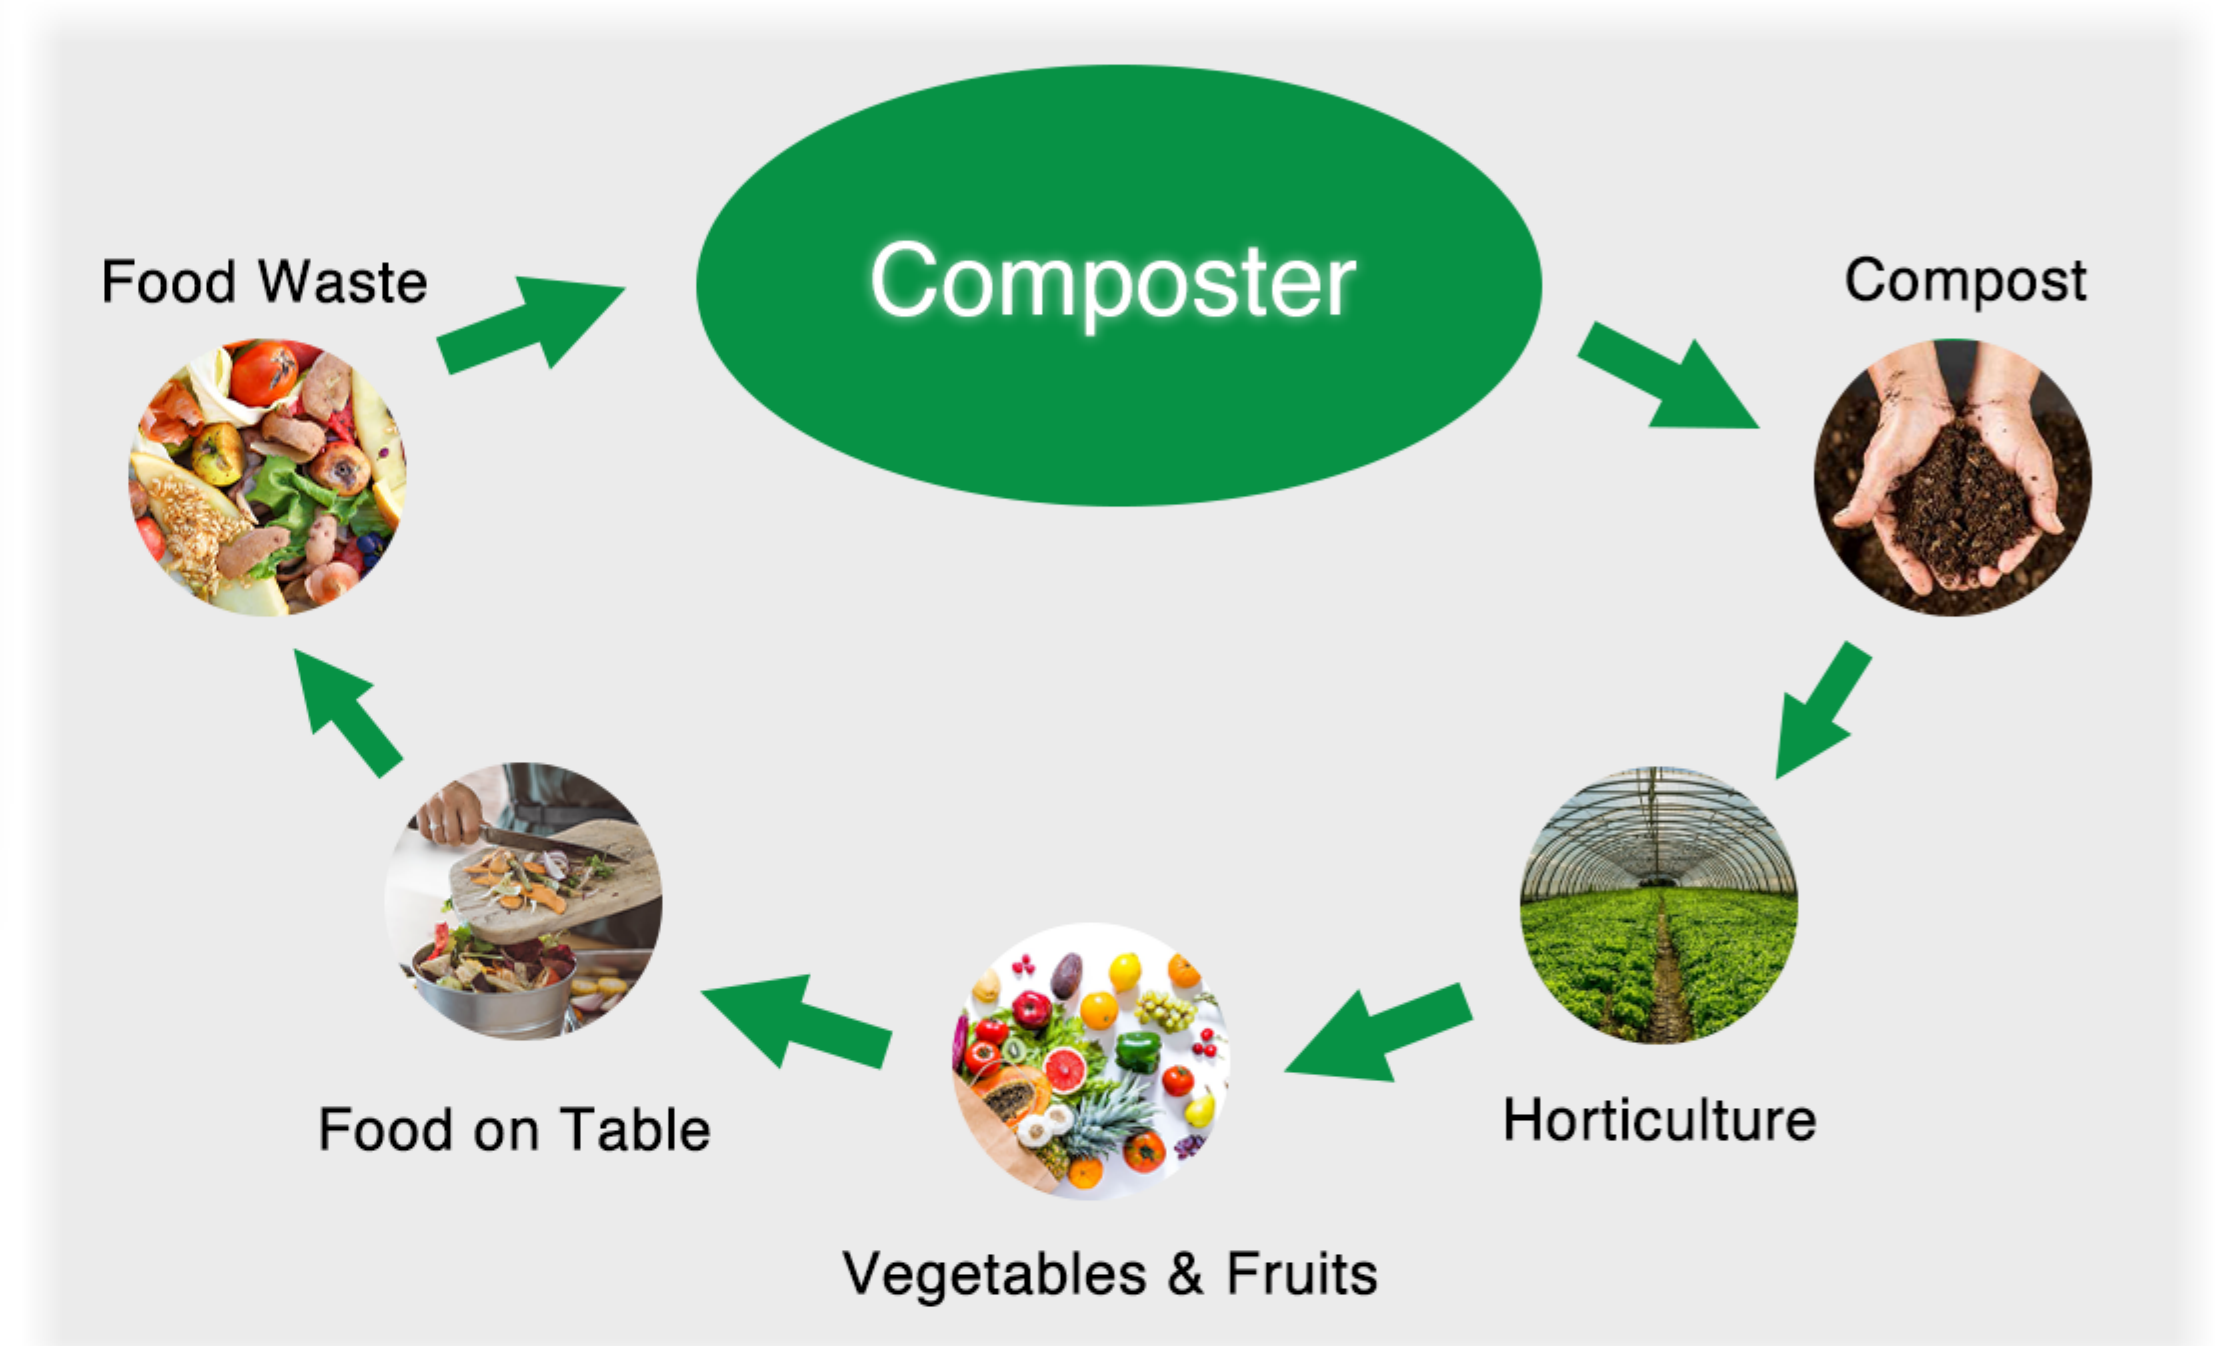 Composter
Food Waste
Compost
Food on Table
Horticulture
Vegetables & Fruits